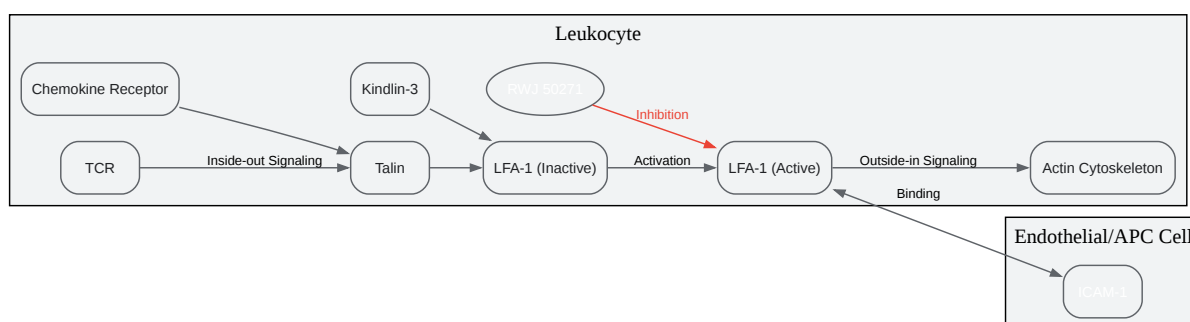 Leukocyte
Chemokine Receptor
Kindlin-3
RWJ 50271
Inhibition
TCR
Inside-out Signaling
Talin
LFA-1 (Inactive)
Activation
LFA-1 (Active)
Outside-in Signaling
Actin Cytoskeleton
Binding
Endothelial/APC Cell
ICAM-1